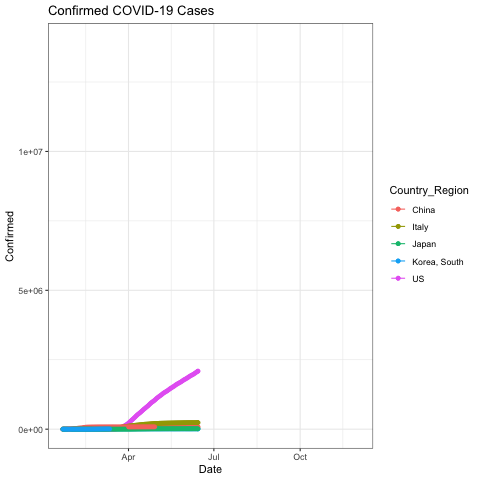 Confirmed COVID-19 Cases
1e+07
5e+06
0e+00
Confirmed
Apr
Jul
Oct
Date
Country_Region
China
Italy
Japan
Korea, South
US